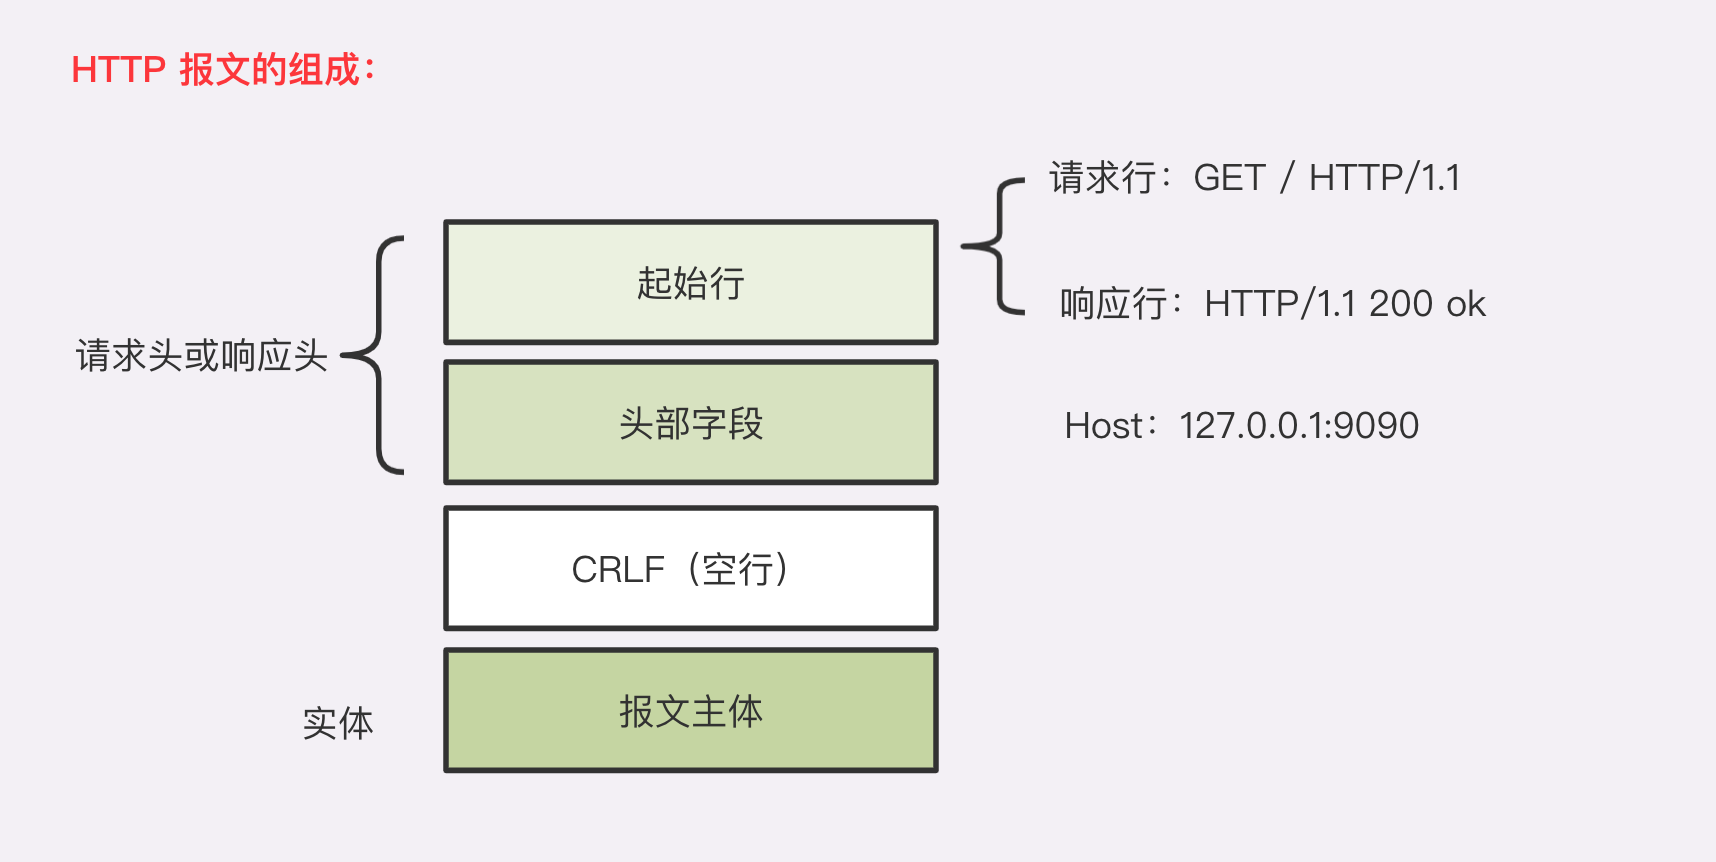 HTTP 报文的组成：
请求行：GET / HTTP/1.1
起始行
响应行：HTTP/1.1 200 ok
请求头或响应头
头部字段
Host：127.0.0.1:9090
CRLF（空行）
报文主体
实体